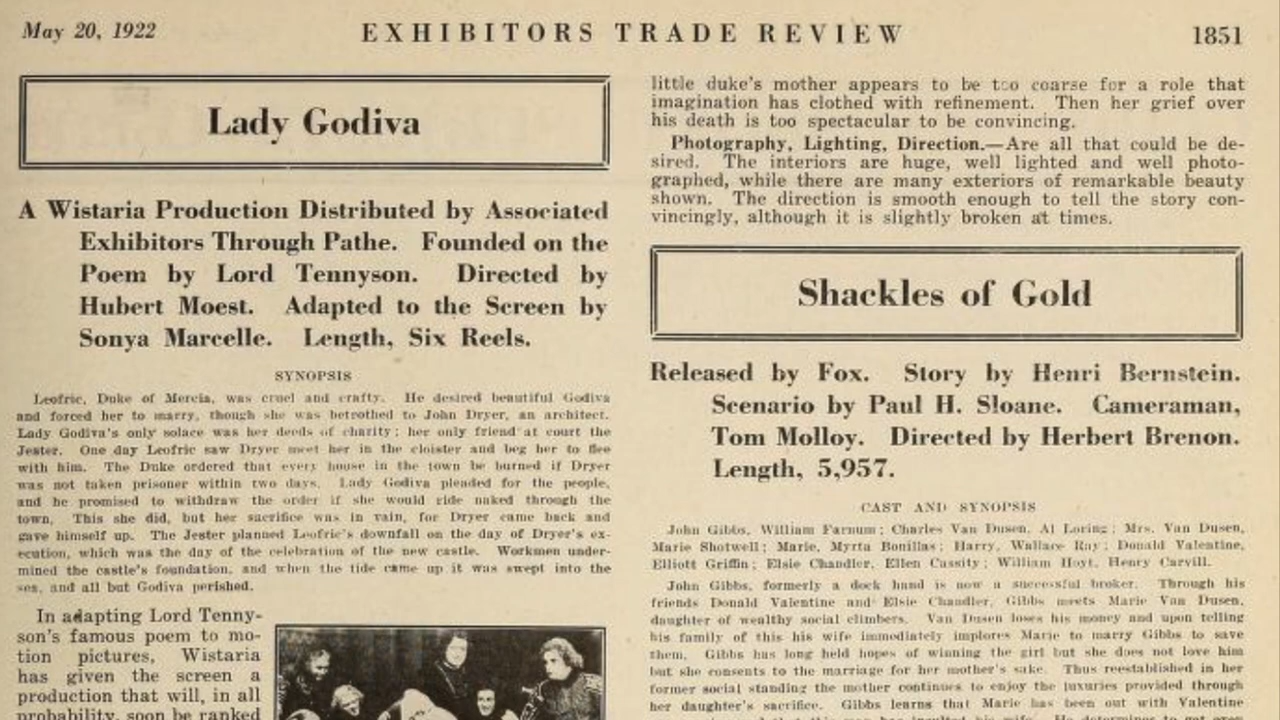 May 20, 1922
EXHIBITORS TRADE REVIEW
1851
Lady Godiva
A Wistaria Production Distributed by Associated
Exhibitors Through Pathe. Founded on the
Poem by Lord Tennyson. Directed by
Hubert Moest. Adapted to the Screen by
Sonya Marcelle. Length, Six Reels.
SYNOPSIS
Leofric, Duke of Mercia, was cruel and crafty. He desired beautiful Godiva
and forced her to marry, though she was betrothed to John Dryer, an architect.
Lady Godiva's only solace was her deeds of charity; her only friend at court the
Jester. One day Leofric saw Dryer meet her in the cloister and beg her to flee
with him. The Duke ordered that every house in the town be burned if Dryer
was not taken prisoner within two days. Lady Godiva pleaded for the people,
and he promised to withdraw the order if she would ride naked through the
town. This she did, but her sacrifice was in vain, for Dryer came back and
gave himself up. The Jester planned Leofric's downfall on the day of Dryer's ex-
ecution, which was the day of the celebration of the new castle. Workmen under-
mined the castle's foundation, and when the tide came up it was swept into the
sea, and all but Godiva perished.
In adapting Lord Tenny-
son's famous poem to mo-
tion pictures, Wistaria
has given the screen a
production that will, in all
probability, soon be ranked
little duke's mother appears to be too coarse for a role that
imagination has clothed with refinement. Then her grief over
his death is too spectacular to be convincing.
Photography, Lighting, Direction.—Are all that could be de-
sired. The interiors are huge, well lighted and well photo-
graphed, while there are many exteriors of remarkable beauty
shown. The direction is smooth enough to tell the story con-
vincingly, although it is slightly broken at times.
Shackles of Gold
Released by Fox. Story by Henri Bernstein.
Scenario by Paul H. Sloane. Cameraman,
Tom Molloy. Directed by Herbert Brenon.
Length, 5,957.
CAST AND SYNOPSIS
John Gibbs, William Farnum; Charles Van Dusen, Al Loring; Mrs. Van Dusen,
Marie Shotwell; Marie, Myrta Bonillas; Harry, Wallace Ray; Donald Valentine,
Elliott Griffin; Elsie Chandler, Ellen Cassity; William Hoyt, Henry Carvill.
John Gibbs, formerly a dock hand is now a successful broker. Through his
friends Donald Valentine and Elsie Chandler, Gibbs meets Marie Van Dusen,
daughter of wealthy social climbers. Van Dusen loses his money and upon telling
his family of this his wife immediately implores Marie to marry Gibbs to save
them. Gibbs has long held hopes of winning the girl but she does not love him
but she consents to the marriage for her mother's sake. Thus reestablished in her
former social standing the mother continues to enjoy the luxuries provided through
her daughter's sacrifice. Gibbs learns that Marie has been out with Valentine